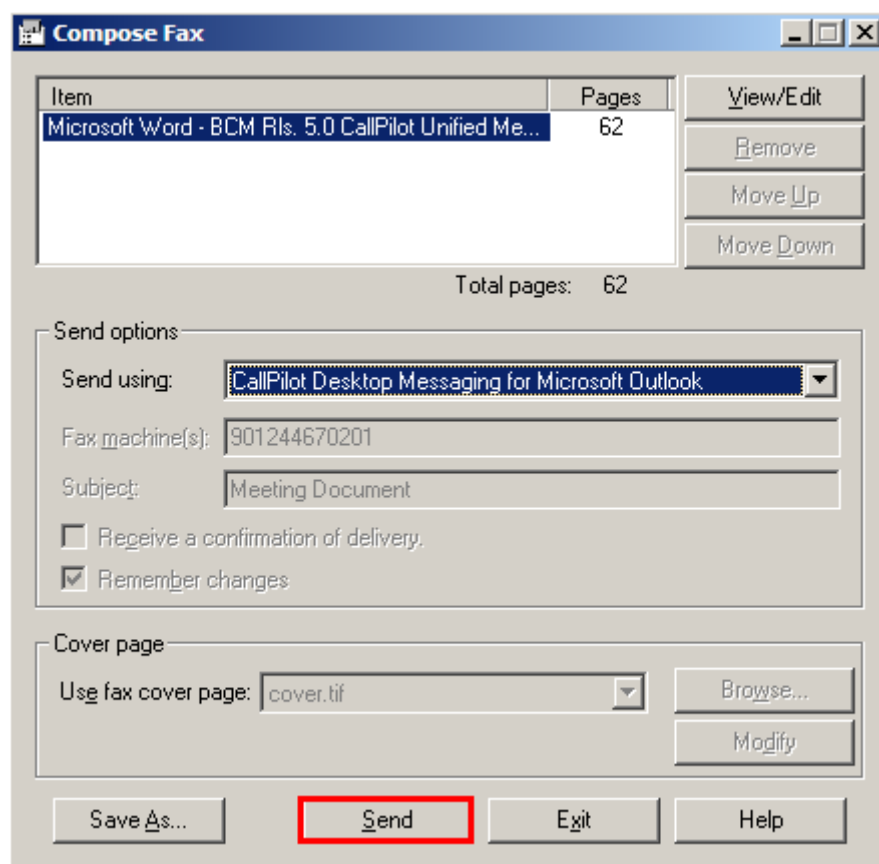 Compose Fax
Item Pages
Microsoft Word - BCM Rls. 5.0 CallPilot Unified Me... 62
View/Edit
Remove
Move Up
Move Down
Total pages: 62
Send options
Send using: CallPilot Desktop Messaging for Microsoft Outlook
Fax machine(s): 901244670201
Subject: Meeting Document
Receive a confirmation of delivery.
Remember changes
Cover page
Use fax cover page: cover.tif
Browse...
Modify
Save As... Send Exit Help